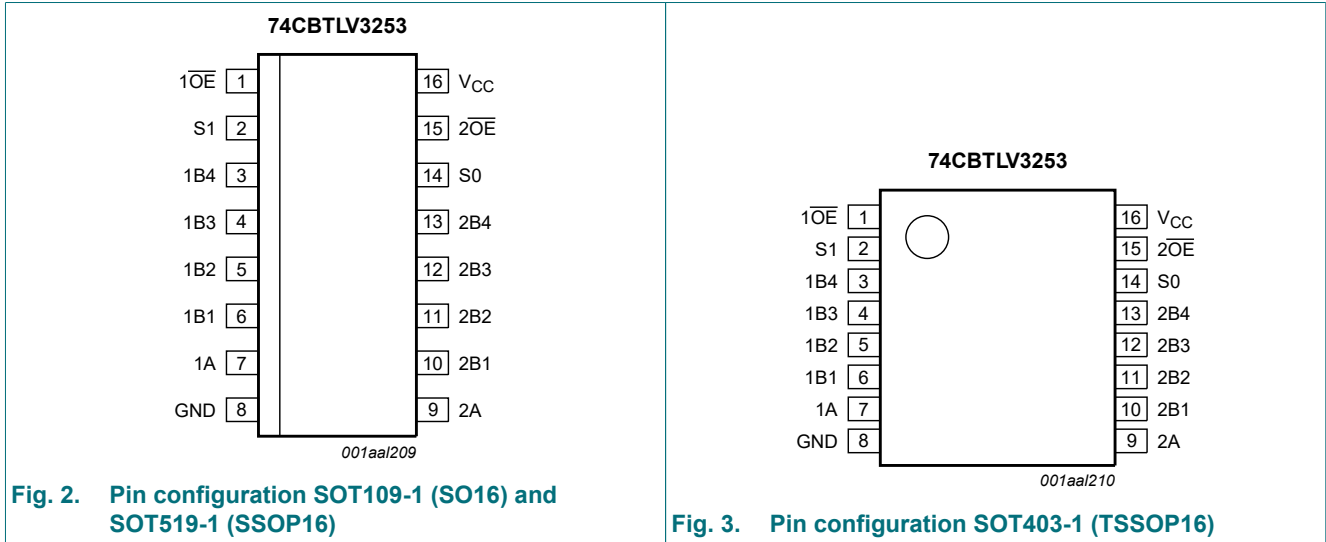 74CBTLV3253
1O̅E̅ 1
S1 2
1B4 3
1B3 4
1B2 5
1B1 6
1A 7
GND 8
16 VCC
15 2O̅E̅
14 S0
13 2B4
12 2B3
11 2B2
10 2B1
9 2A
001aal209
Fig. 2. Pin configuration SOT109-1 (SO16) and
SOT519-1 (SSOP16)
74CBTLV3253
1O̅E̅ 1
S1 2
1B4 3
1B3 4
1B2 5
1B1 6
1A 7
GND 8
16 VCC
15 2O̅E̅
14 S0
13 2B4
12 2B3
11 2B2
10 2B1
9 2A
001aal210
Fig. 3. Pin configuration SOT403-1 (TSSOP16)